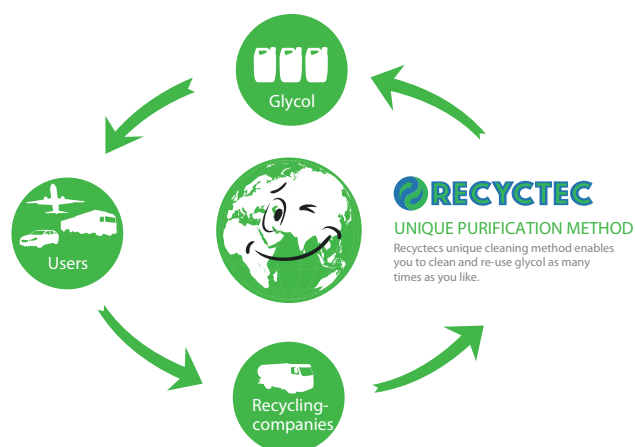 Glycol
Users
RECYCTEC
UNIQUE PURIFICATION METHOD
Recyctecs unique cleaning method enables
you to clean and re-use glycol as many
times as you like.
Recycling-
companies